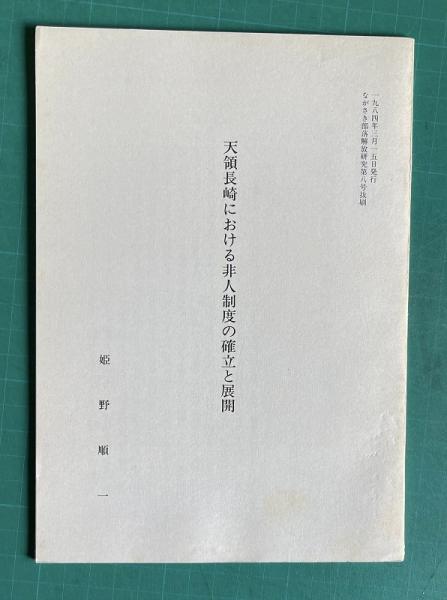 一九八四年三月一五日発行
ながさき部落解放研究第八号抜刷
天領長崎における非人制度の確立と展開
姫野順一